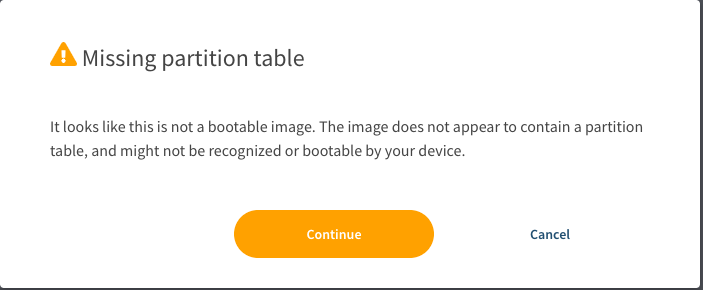 Missing partition table
It looks like this is not a bootable image. The image does not appear to contain a partition
table, and might not be recognized or bootable by your device.
Continue
Cancel